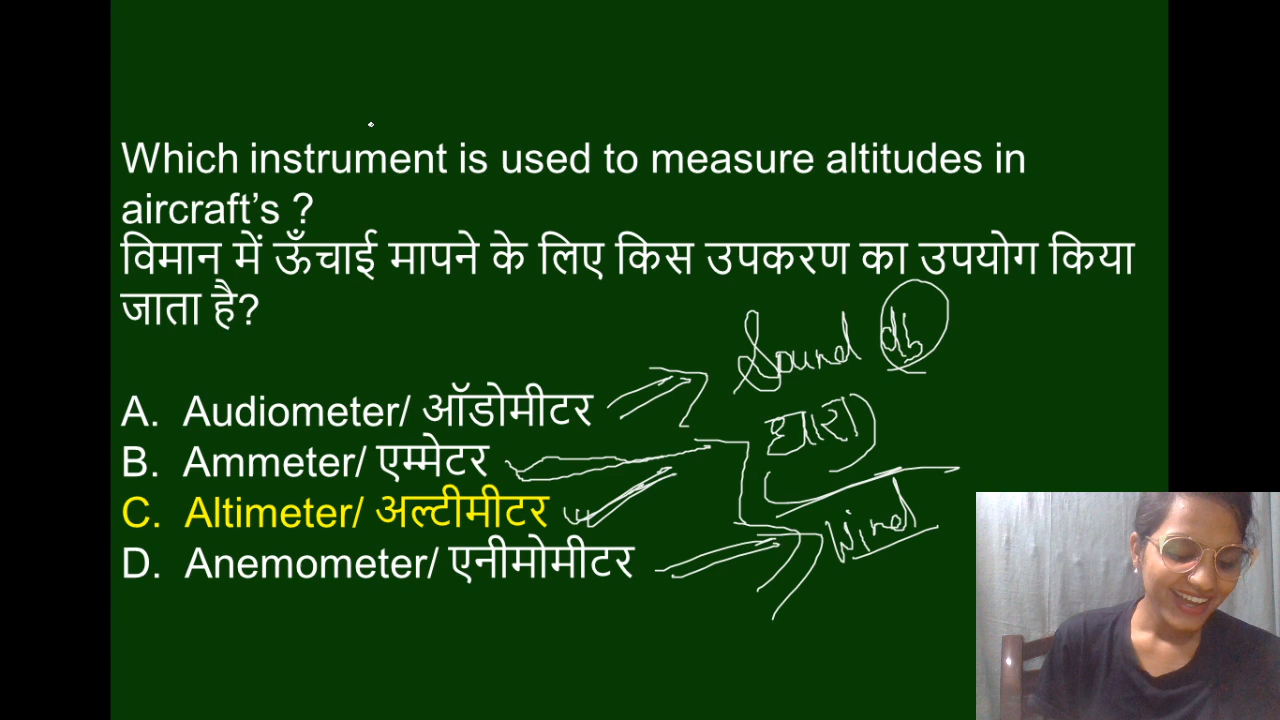 Which instrument is used to measure altitudes in
aircraft’s ?
विमान में ऊँचाई मापने के लिए किस उपकरण का उपयोग किया
जाता है?
Sound db
A. Audiometer/ ऑडोमीटर
धारा
B. Ammeter/ एम्मेटर
C. Altimeter/ अल्टीमीटर
Wind
D. Anemometer/ एनीमोमीटर